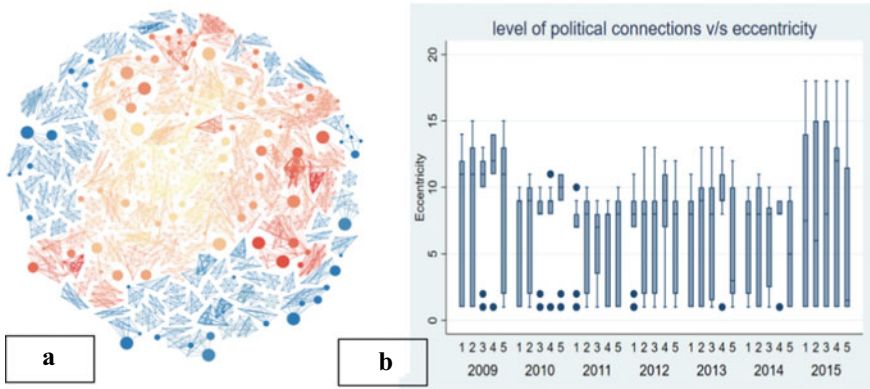 level of political connections v/s eccentricity
20
15
10
5
0
Eccentricity
1 2 3 4 5 1 2 3 4 5 1 2 3 4 5 1 2 3 4 5 1 2 3 4 5 1 2 3 4 5 1 2 3 4 5
2009 2010 2011 2012 2013 2014 2015
a
b